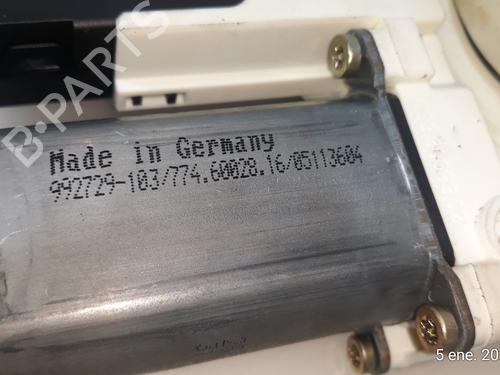 B-PARTS
Made in Germany
992729-103/774.60028.16/05113604
5 ene. 20